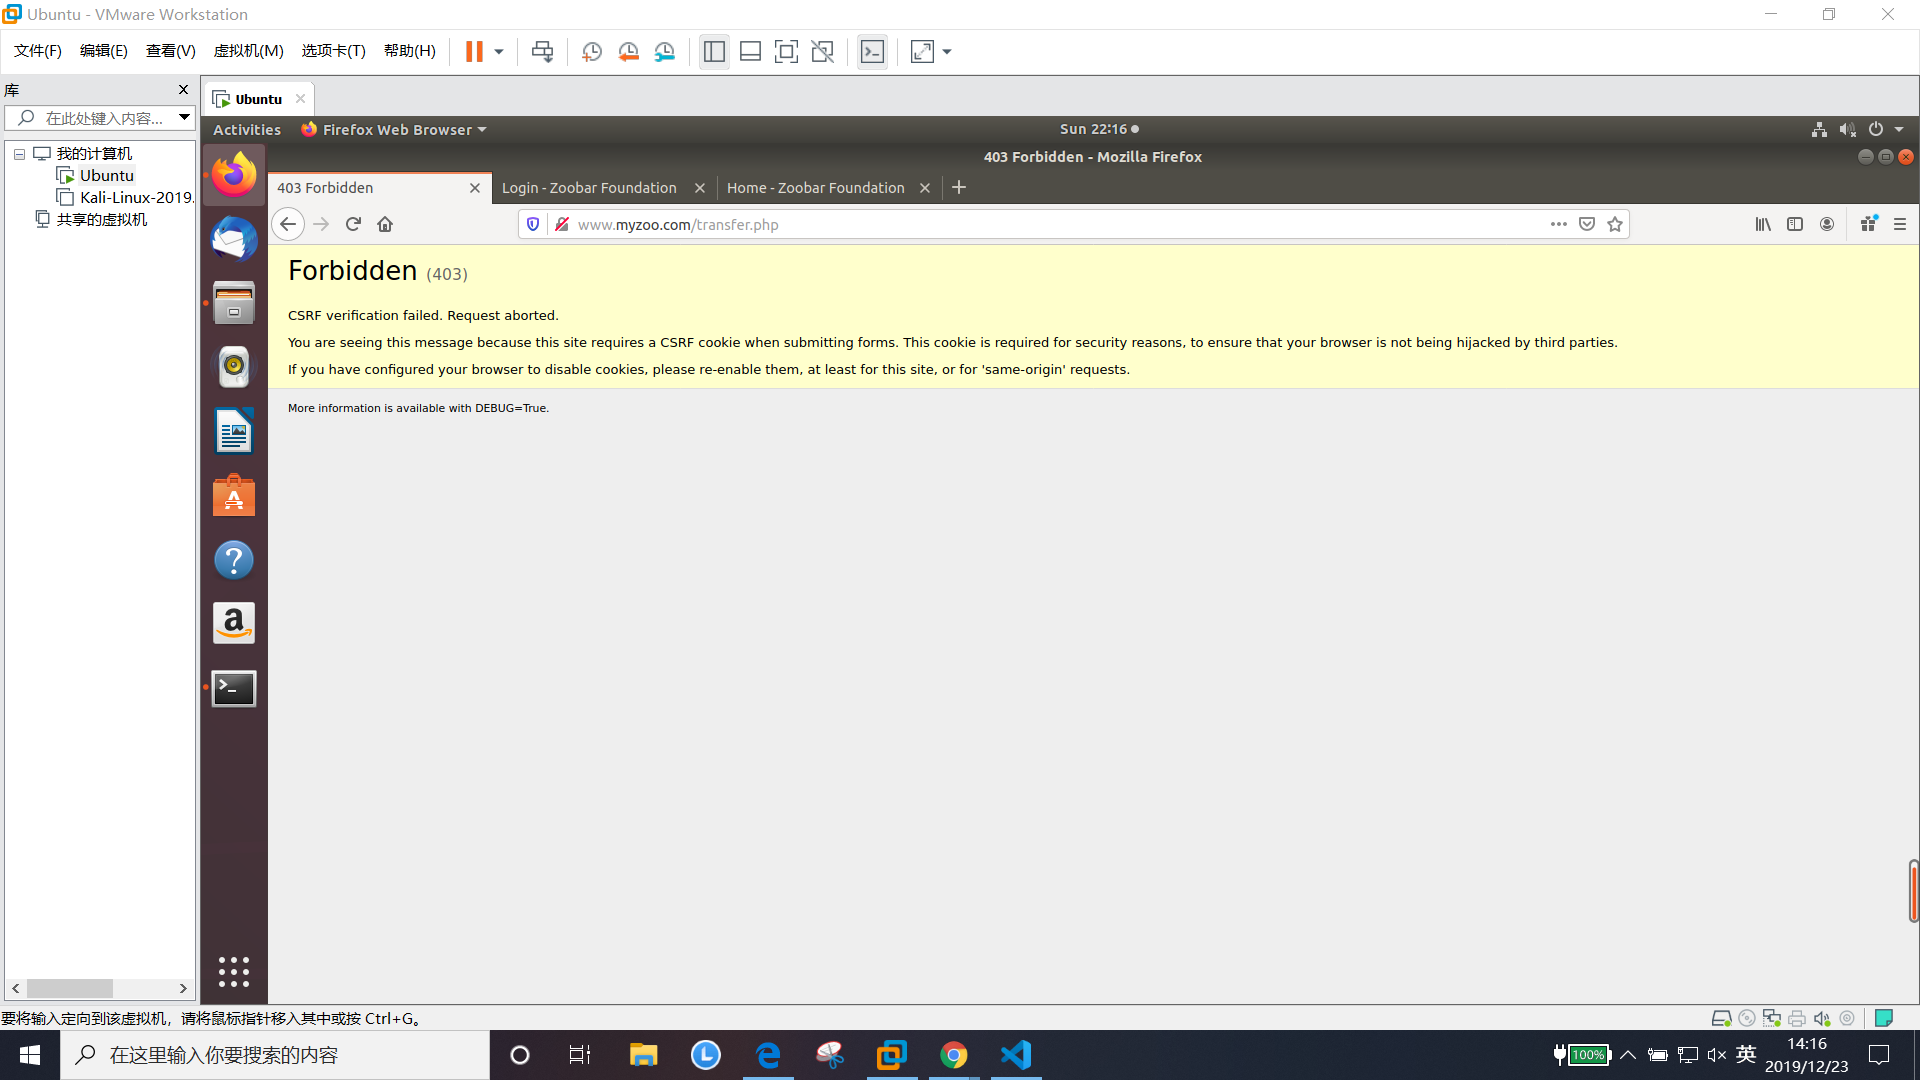 Ubuntu - VMware Workstation
文件(F) 编辑(E) 查看(V) 虚拟机(M) 选项卡(T) 帮助(H)
库
在此处键入内容...
我的计算机
Ubuntu
Kali-Linux-2019.
共享的虚拟机
Ubuntu
Activities Firefox Web Browser Sun 22:16
403 Forbidden - Mozilla Firefox
403 Forbidden Login - Zoobar Foundation Home - Zoobar Foundation
www.myzoo.com/transfer.php
Forbidden (403)
CSRF verification failed. Request aborted.
You are seeing this message because this site requires a CSRF cookie when submitting forms. This cookie is required for security reasons, to ensure that your browser is not being hijacked by third parties.
If you have configured your browser to disable cookies, please re-enable them, at least for this site, or for 'same-origin' requests.
More information is available with DEBUG=True.
要将输入定向到该虚拟机，请将鼠标指针移入其中或按 Ctrl+G。
在这里输入你要搜索的内容
100%
英
14:16
2019/12/23